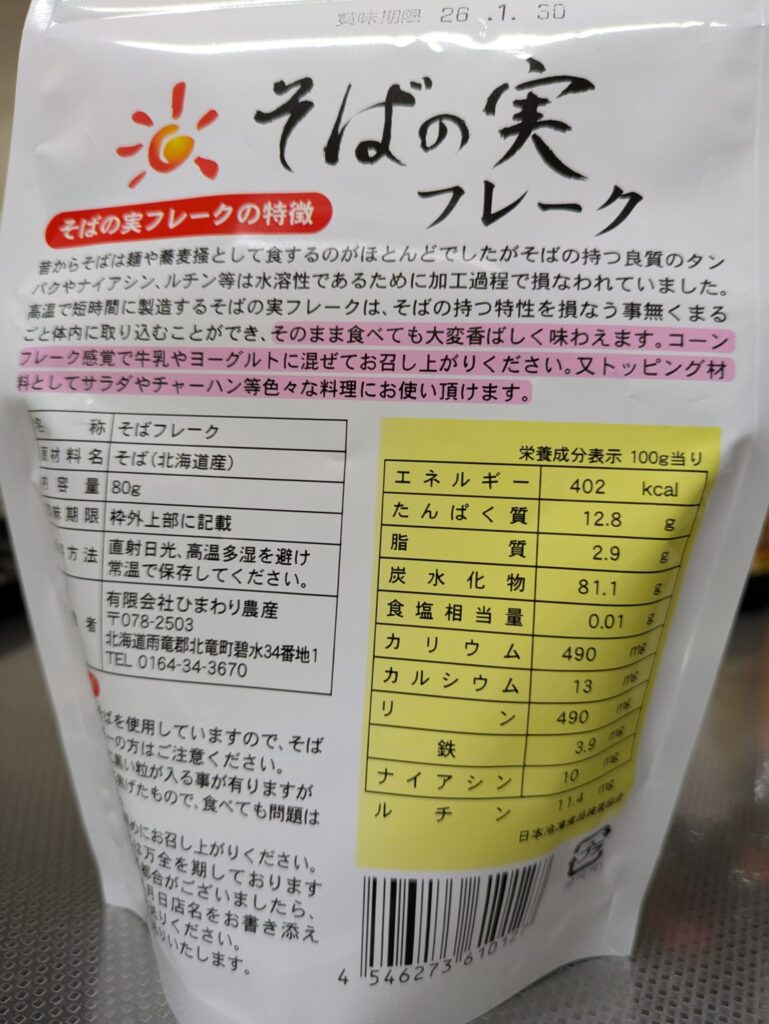 賞味期限 26 .1. 30
そばの実
フレーク
そばの実フレークの特徴
昔からそばは麺や蕎麦掻として食するのがほとんどでしたがそばの持つ良質のタン
パクやナイアシン、ルチン等は水溶性であるために加工過程で損なわれていました。
高温で短時間に製造するそばの実フレークは、そばの持つ特性を損なう事無くまる
ごと体内に取り込むことができ、そのまま食べても大変香ばしく味わえます。コーン
フレーク感覚で牛乳やヨーグルトに混ぜてお召し上がりください。又トッピング材
料としてサラダやチャーハン等色々な料理にお使い頂けます。
名称 そばフレーク
原材料名 そば(北海道産)
内容量 80g
味期限 枠外上部に記載
方法 直射日光、高温多湿を避け
常温で保存してください。
者 有限会社ひまわり農産
〒078-2503
北海道雨竜郡北竜町碧水34番地1
TEL 0164-34-3670
そばを使用していますので、そば
ーの方はご注意ください。
黒い粒が入る事が有りますが
焦げたもので、食べても問題は
めにお召し上がりください。
は万全を期しております
都合がございましたら、
月日店名をお書き添え
りください。
いたします。
栄養成分表示 100g当り
エネルギー 402 kcal
たんぱく質 12.8 g
脂質 2.9 g
炭水化物 81.1 g
食塩相当量 0.01 g
カリウム 490 mg
カルシウム 13 mg
リン 490 mg
鉄 3.9 mg
ナイアシン 10 mg
ルチン 11.4 mg
日本冷凍食品検査協会
4 546273 610127